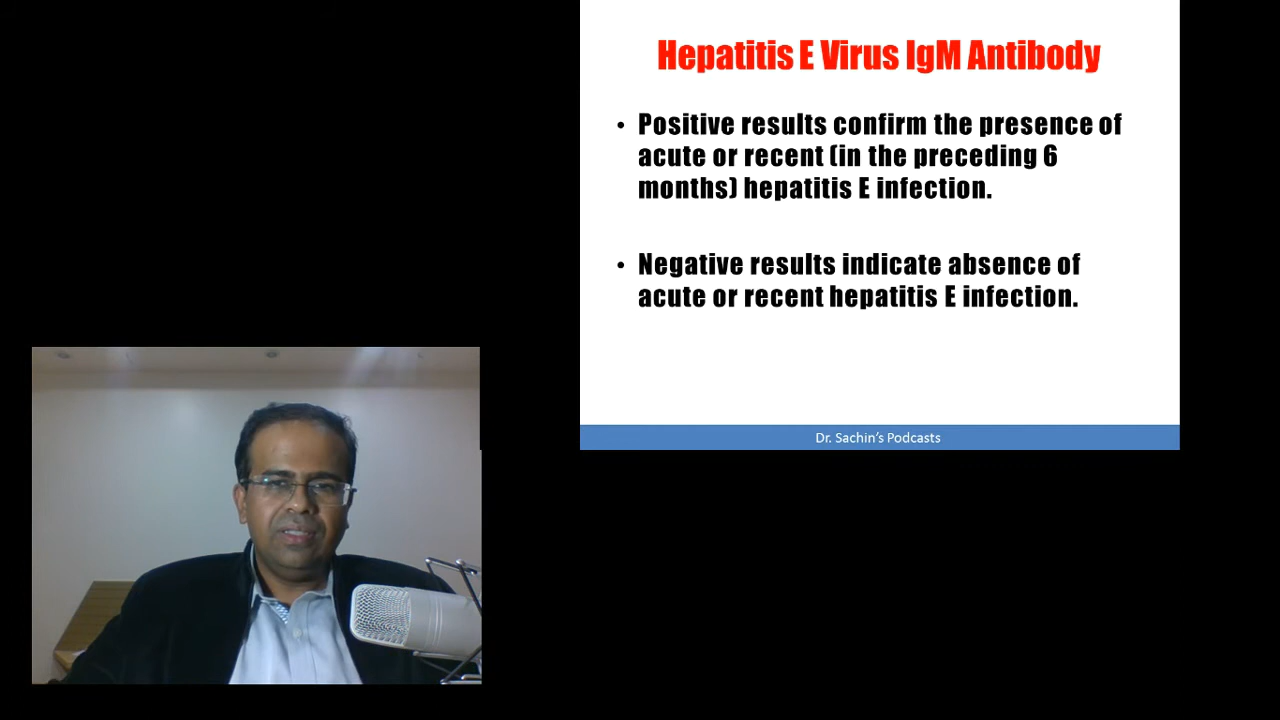 Hepatitis E Virus IgM Antibody
• Positive results confirm the presence of
acute or recent (in the preceding 6
months) hepatitis E infection.
• Negative results indicate absence of
acute or recent hepatitis E infection.
Dr. Sachin's Podcasts